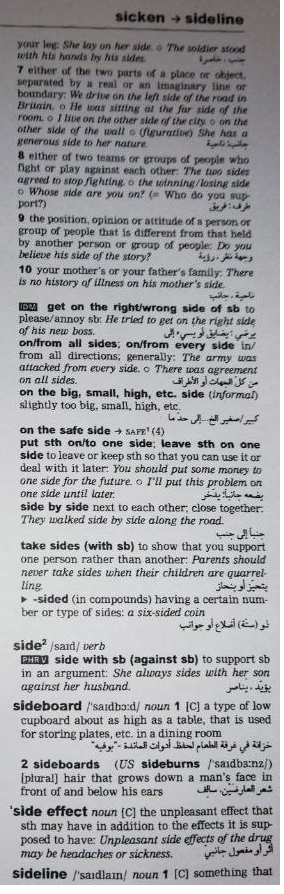 sicken → sideline
your leg: She lay on her side. ○ The soldier stood
with his hands by his sides. جنب، خاصرة
7 either of the two parts of a place or object,
separated by a real or an imaginary line or
boundary: We drive on the left side of the road in
Britain. ○ He was sitting at the far side of the
room. ○ I live on the other side of the city. ○ on the
other side of the wall ○ (figurative) She has a
generous side to her nature. جانب؛ ناحية
8 either of two teams or groups of people who
fight or play against each other: The two sides
agreed to stop fighting. ○ the winning/losing side
○ Whose side are you on? (= Who do you sup-
port?) طرف؛ فريق
9 the position, opinion or attitude of a person or
group of people that is different from that held
by another person or group of people: Do you
believe his side of the story? وجهة نظر، رؤية
10 your mother's or your father's family: There
is no history of illness on his mother's side.
ناحية، جانب
IDM get on the right/wrong side of sb to
please/annoy sb: He tried to get on the right side
of his new boss. يرضي؛ يضايق أو يسيء إلى
on/from all sides; on/from every side in/
from all directions; generally: The army was
attacked from every side. ○ There was agreement
on all sides. من كلّ الجهات أو الأطراف
on the big, small, high, etc. side (informal)
slightly too big, small, high, etc.
كبير/صغير الخ...إلى حدّ ما
on the safe side → SAFE¹ (4)
put sth on/to one side; leave sth on one
side to leave or keep sth so that you can use it or
deal with it later: You should put some money to
one side for the future. ○ I'll put this problem on
one side until later. يضعه جانباً؛ يدّخر
side by side next to each other; close together:
They walked side by side along the road.
جنباً إلى جنب
take sides (with sb) to show that you support
one person rather than another: Parents should
never take sides when their children are quarrel-
ling. يتحيّز أو ينحاز
▶ -sided (in compounds) having a certain num-
ber or type of sides: a six-sided coin
ذو (ستّة) أضلاع أو جوانب
side² /saɪd/ verb
PHR V side with sb (against sb) to support sb
in an argument: She always sides with her son
against her husband. يؤيّد، يناصر
sideboard /ˈsaɪdbɔːd/ noun 1 [C] a type of low
cupboard about as high as a table, that is used
for storing plates, etc. in a dining room
خزانة في غرفة الطعام لحفظ أدوات المائدة - "بوفيه"
2 sideboards (US sideburns /ˈsaɪdbɜːnz/)
[plural] hair that grows down a man's face in
front of and below his ears شعر العارضَيْن، سالف
ˈside effect noun [C] the unpleasant effect that
sth may have in addition to the effects it is sup-
posed to have: Unpleasant side effects of the drug
may be headaches or sickness. أثر أو مفعول جانبي
sideline /ˈsaɪdlaɪn/ noun 1 [C] something that